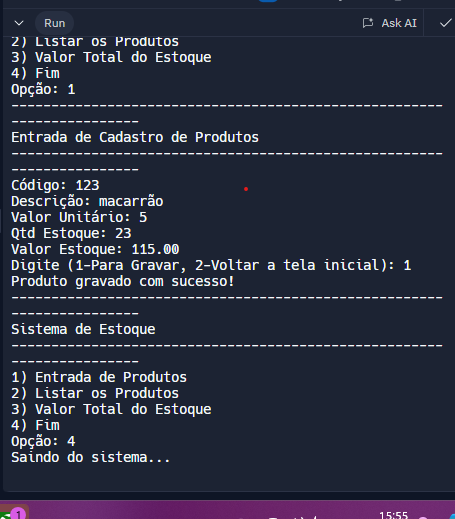 Run
Ask AI
2) Listar os Produtos
3) Valor Total do Estoque
4) Fim
Opção: 1
------------------------------------------------------
----------------
Entrada de Cadastro de Produtos
------------------------------------------------------
----------------
Código: 123
Descrição: macarrão
Valor Unitário: 5
Qtd Estoque: 23
Valor Estoque: 115.00
Digite (1-Para Gravar, 2-Voltar a tela inicial): 1
Produto gravado com sucesso!
------------------------------------------------------
----------------
Sistema de Estoque
------------------------------------------------------
----------------
1) Entrada de Produtos
2) Listar os Produtos
3) Valor Total do Estoque
4) Fim
Opção: 4
Saindo do sistema...
1
15:55